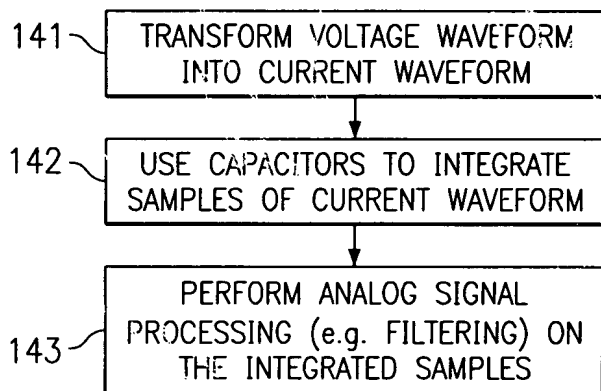 141
TRANSFORM VOLTAGE WAVEFORM
INTO CURRENT WAVEFORM
142
USE CAPACITORS TO INTEGRATE
SAMPLES OF CURRENT WAVEFORM
143
PERFORM ANALOG SIGNAL
PROCESSING (e.g. FILTERING) ON
THE INTEGRATED SAMPLES